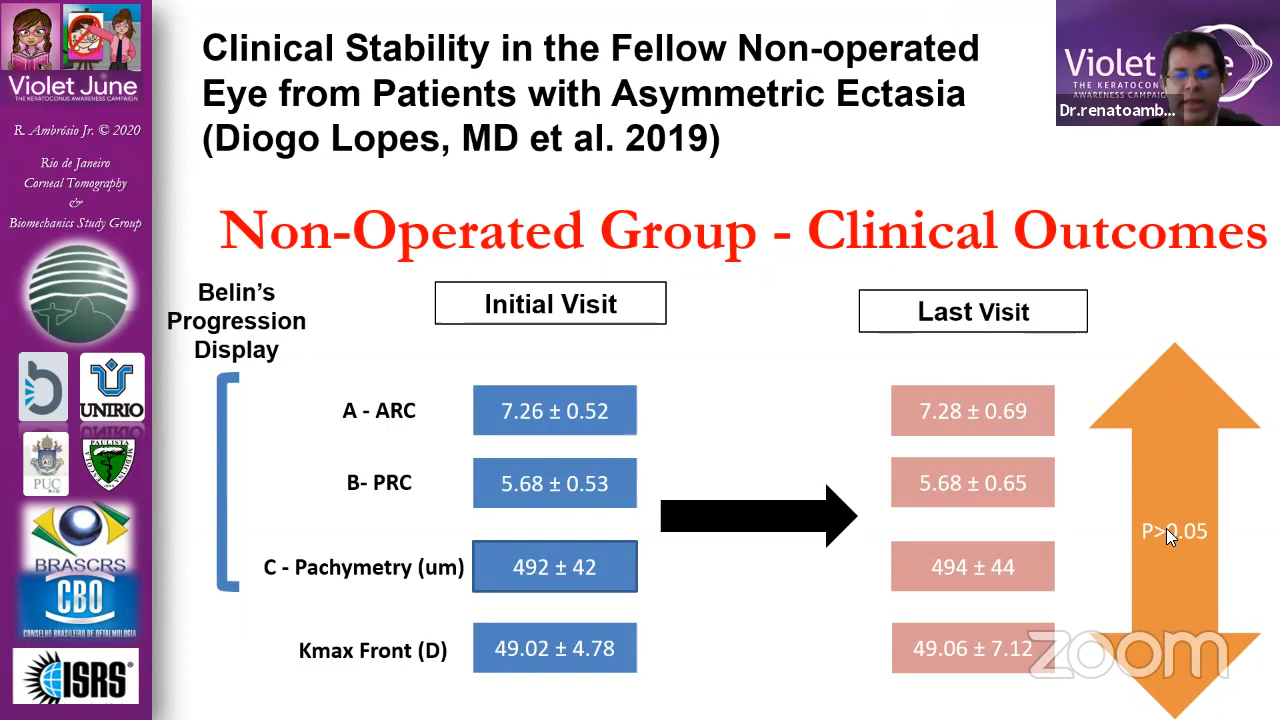 Clinical Stability in the Fellow Non-operated
Eye from Patients with Asymmetric Ectasia
(Diogo Lopes, MD et al. 2019)
Violet June
THE KERATOCONUS AWARENESS CAMPAIGN
R. Ambrósio Jr. © 2020
Rio de Janeiro
Corneal Tomography
&
Biomechanics Study Group
UNIRIO
PAULISTA
PUC
RIO
BRASCRS
CBO
CONSELHO BRASILEIRO DE OFTALMOLOGIA
ISRS
Violet June
THE KERATOCON
AWARENESS CAMPAIGN
Dr.renatoamb...
Non-Operated Group - Clinical Outcomes
Belin's
Progression
Display
Initial Visit
Last Visit
A - ARC 7.26 ± 0.52 7.28 ± 0.69
B- PRC 5.68 ± 0.53 5.68 ± 0.65
C - Pachymetry (um) 492 ± 42 494 ± 44
Kmax Front (D) 49.02 ± 4.78 49.06 ± 7.12
P>0.05
zoom